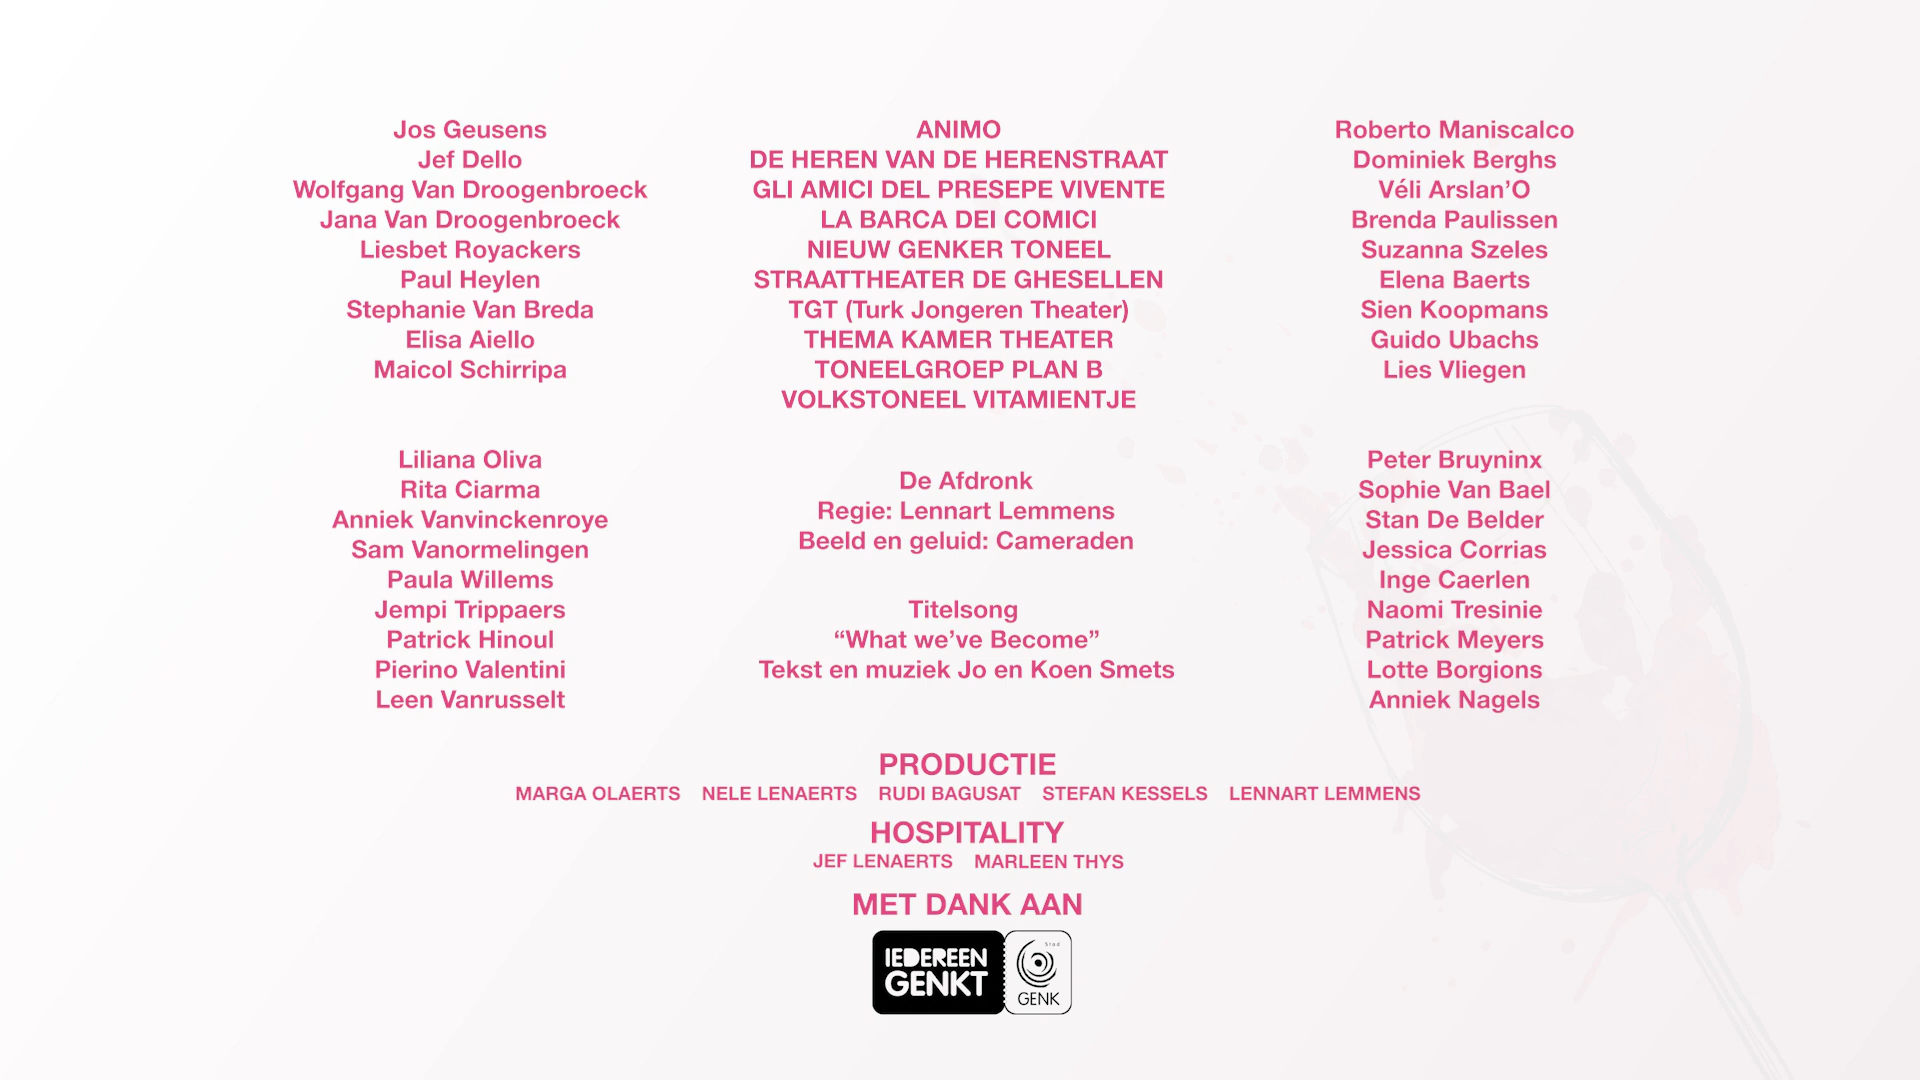 Jos Geusens
Jef Dello
Wolfgang Van Droogenbroeck
Jana Van Droogenbroeck
Liesbet Royackers
Paul Heylen
Stephanie Van Breda
Elisa Aiello
Maicol Schirripa
Liliana Oliva
Rita Ciarma
Anniek Vanvinckenroye
Sam Vanormelingen
Paula Willems
Jempi Trippaers
Patrick Hinoul
Pierino Valentini
Leen Vanrusselt
ANIMO
DE HEREN VAN DE HERENSTRAAT
GLI AMICI DEL PRESEPE VIVENTE
LA BARCA DEI COMICI
NIEUW GENKER TONEEL
STRAATTHEATER DE GHESELLEN
TGT (Turk Jongeren Theater)
THEMA KAMER THEATER
TONEELGROEP PLAN B
VOLKSTONEEL VITAMIENTJE
De Afdronk
Regie: Lennart Lemmens
Beeld en geluid: Cameraden
Titelsong
“What we’ve Become”
Tekst en muziek Jo en Koen Smets
Roberto Maniscalco
Dominiek Berghs
Véli Arslan’O
Brenda Paulissen
Suzanna Szeles
Elena Baerts
Sien Koopmans
Guido Ubachs
Lies Vliegen
Peter Bruyninx
Sophie Van Bael
Stan De Belder
Jessica Corrias
Inge Caerlen
Naomi Tresinie
Patrick Meyers
Lotte Borgions
Anniek Nagels
PRODUCTIE
MARGA OLAERTS NELE LENAERTS RUDI BAGUSAT STEFAN KESSELS LENNART LEMMENS
HOSPITALITY
JEF LENAERTS MARLEEN THYS
MET DANK AAN
IEDEREEN
GENKT
Stad
GENK